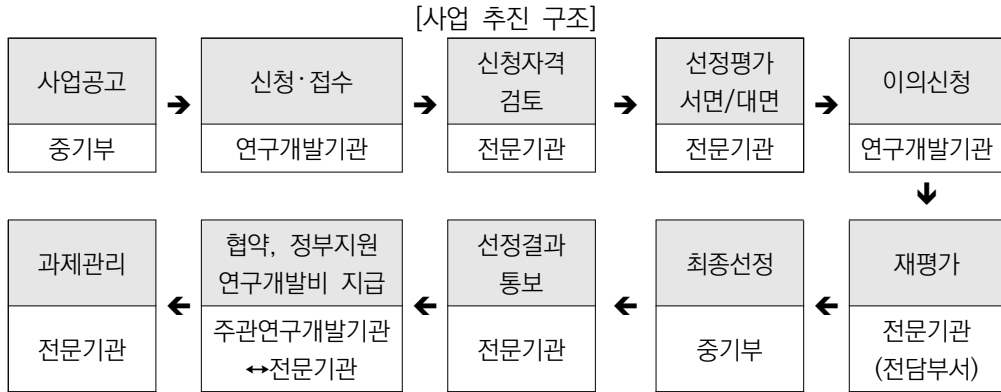 [사업 추진 구조]
사업공고
중기부
➔
신청·접수
연구개발기관
➔
신청자격
검토
전문기관
➔
선정평가
서면/대면
전문기관
➔
이의신청
연구개발기관
🡻
재평가
전문기관
(전담부서)
🡸
최종선정
중기부
🡸
선정결과
통보
전문기관
🡸
협약, 정부지원
연구개발비 지급
주관연구개발기관
↔전문기관
🡸
과제관리
전문기관